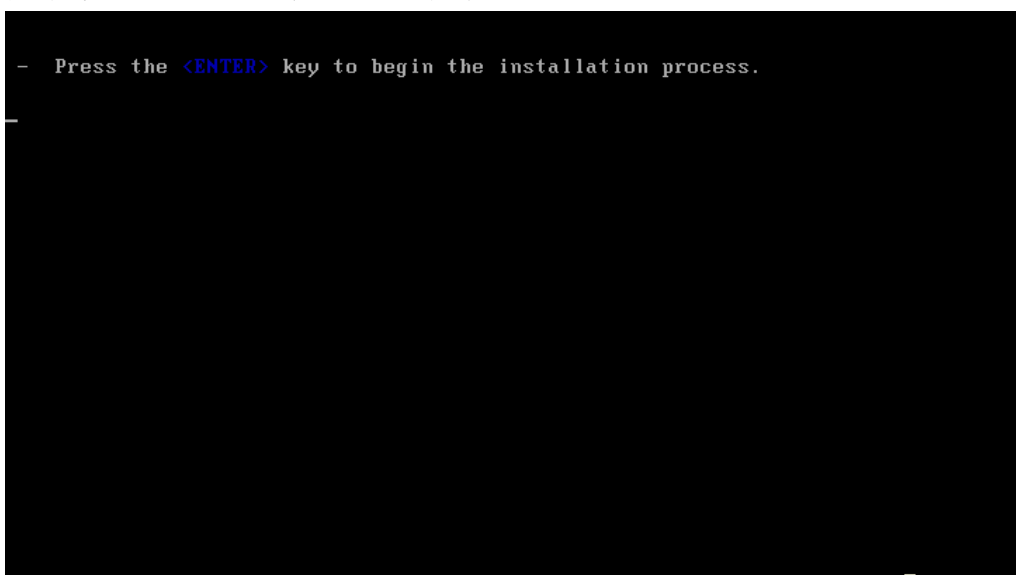 - Press the <ENTER> key to begin the installation process.